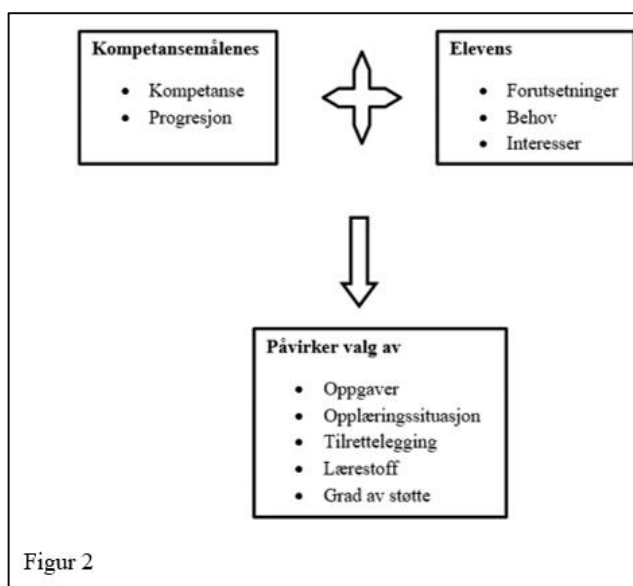 Kompetansemålenes
• Kompetanse
• Progresjon
Elevens
• Forutsetninger
• Behov
• Interesser
Påvirker valg av
• Oppgaver
• Opplæringssituasjon
• Tilrettelegging
• Lærestoff
• Grad av støtte
Figur 2